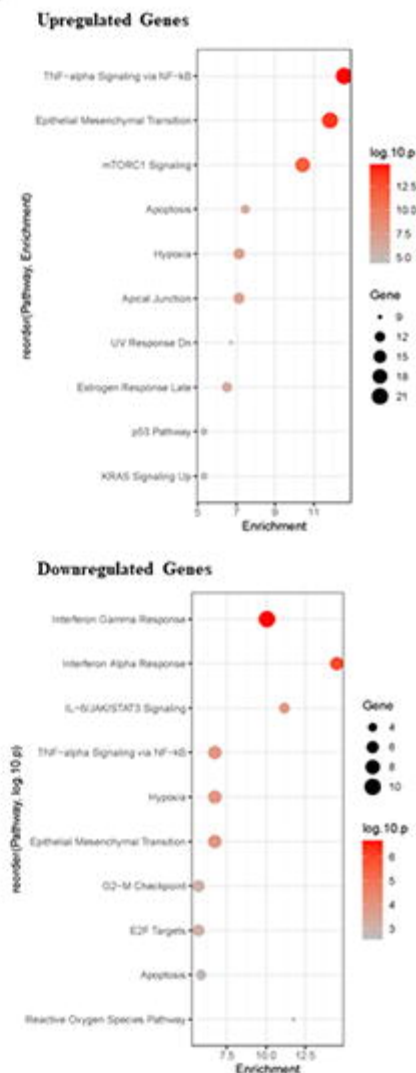 Upregulated Genes
TNF-alpha Signaling via NF-kB
Epithelial Mesenchymal Transition
mTORC1 Signaling
Apoptosis
Hypoxia
Apical Junction
UV Response Dn
Estrogen Response Late
p53 Pathway
KRAS Signaling Up
reorder(Pathway, Enrichment)
5 7 9 11
Enrichment
log.10.p
12.5
10.0
7.5
5.0
Gene
9
12
15
18
21
Downregulated Genes
Interferon Gamma Response
Interferon Alpha Response
IL-6/JAK/STAT3 Signaling
TNF-alpha Signaling via NF-kB
Hypoxia
Epithelial Mesenchymal Transition
G2-M Checkpoint
E2F Targets
Apoptosis
Reactive Oxygen Species Pathway
reorder(Pathway, log.10.p)
7.5 10.0 12.5
Enrichment
Gene
4
6
8
10
log.10.p
6
5
4
3